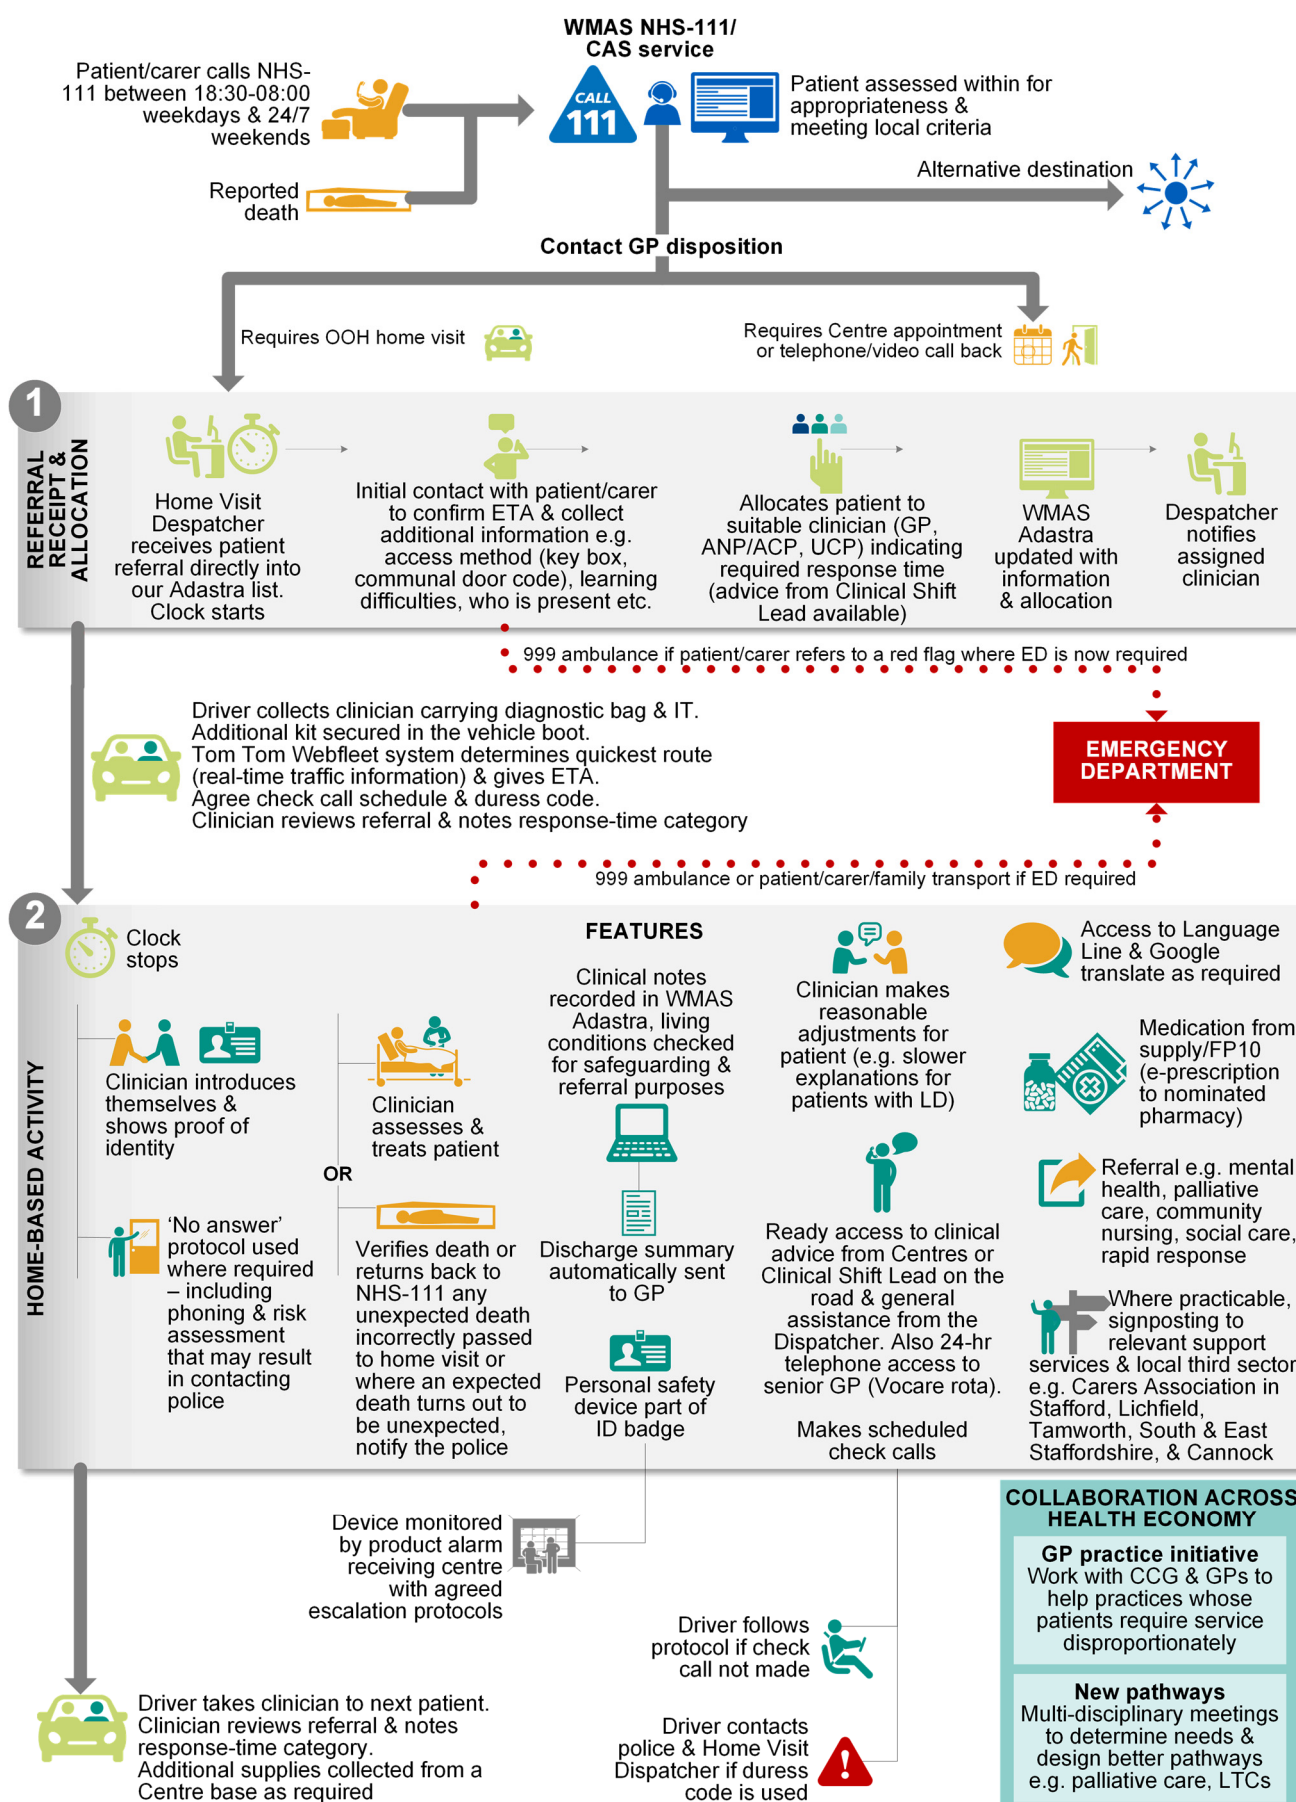 WMAS NHS-111/
CAS service
Patient/carer calls NHS-
111 between 18:30-08:00
weekdays & 24/7
weekends
CALL
111
Patient assessed within for
appropriateness &
meeting local criteria
Reported
death
Alternative destination
Contact GP disposition
Requires OOH home visit
Requires Centre appointment
or telephone/video call back
1
REFERRAL
RECEIPT &
ALLOCATION
Home Visit
Despatcher
receives patient
referral directly into
our Adastra list.
Clock starts
Initial contact with patient/carer
to confirm ETA & collect
additional information e.g.
access method (key box,
communal door code), learning
difficulties, who is present etc.
Allocates patient to
suitable clinician (GP,
ANP/ACP, UCP) indicating
required response time
(advice from Clinical Shift
Lead available)
WMAS
Adastra
updated with
information
& allocation
Despatcher
notifies
assigned
clinician
999 ambulance if patient/carer refers to a red flag where ED is now required
Driver collects clinician carrying diagnostic bag & IT.
Additional kit secured in the vehicle boot.
Tom Tom Webfleet system determines quickest route
(real-time traffic information) & gives ETA.
Agree check call schedule & duress code.
Clinician reviews referral & notes response-time category
EMERGENCY
DEPARTMENT
999 ambulance or patient/carer/family transport if ED required
2
HOME-BASED ACTIVITY
Clock
stops
Clinician introduces
themselves &
shows proof of
identity
'No answer'
protocol used
where required
– including
phoning & risk
assessment
that may result
in contacting
police
OR
Clinician
assesses &
treats patient
Verifies death or
returns back to
NHS-111 any
unexpected death
incorrectly passed
to home visit or
where an expected
death turns out to
be unexpected,
notify the police
FEATURES
Clinical notes
recorded in WMAS
Adastra, living
conditions checked
for safeguarding &
referral purposes
Discharge summary
automatically sent
to GP
Personal safety
device part of
ID badge
Clinician makes
reasonable
adjustments for
patient (e.g. slower
explanations for
patients with LD)
Ready access to clinical
advice from Centres or
Clinical Shift Lead on the
road & general
assistance from the
Dispatcher. Also 24-hr
telephone access to
senior GP (Vocare rota).
Makes scheduled
check calls
Access to Language
Line & Google
translate as required
Medication from
supply/FP10
(e-prescription
to nominated
pharmacy)
Referral e.g. mental
health, palliative
care, community
nursing, social care,
rapid response
Where practicable,
signposting to
relevant support
services & local third sector
e.g. Carers Association in
Stafford, Lichfield,
Tamworth, South & East
Staffordshire, & Cannock
Device monitored
by product alarm
receiving centre
with agreed
escalation protocols
Driver follows
protocol if check
call not made
Driver contacts
police & Home Visit
Dispatcher if duress
code is used
Driver takes clinician to next patient.
Clinician reviews referral & notes
response-time category.
Additional supplies collected from a
Centre base as required
COLLABORATION ACROSS
HEALTH ECONOMY
GP practice initiative
Work with CCG & GPs to
help practices whose
patients require service
disproportionately
New pathways
Multi-disciplinary meetings
to determine needs &
design better pathways
e.g. palliative care, LTCs